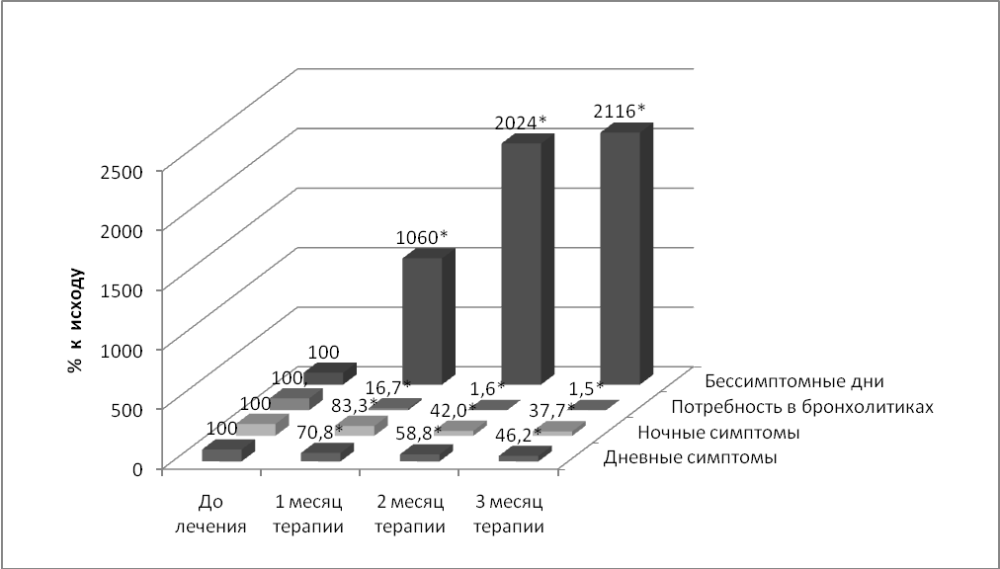 2116*
2024*
2500
2000
1060*
1500
% к исходу
1000
100
Бессимптомные дни
100,
16,7*
1,6*
1,5*
500
100
83,3*
42,0*
37,7*
Потребность в бронхолитиках
100
70,8*
58,8*
46,2*
Ночные симптомы
Дневные симптомы
0
До
лечения
1 месяц
терапии
2 месяц
терапии
3 месяц
терапии